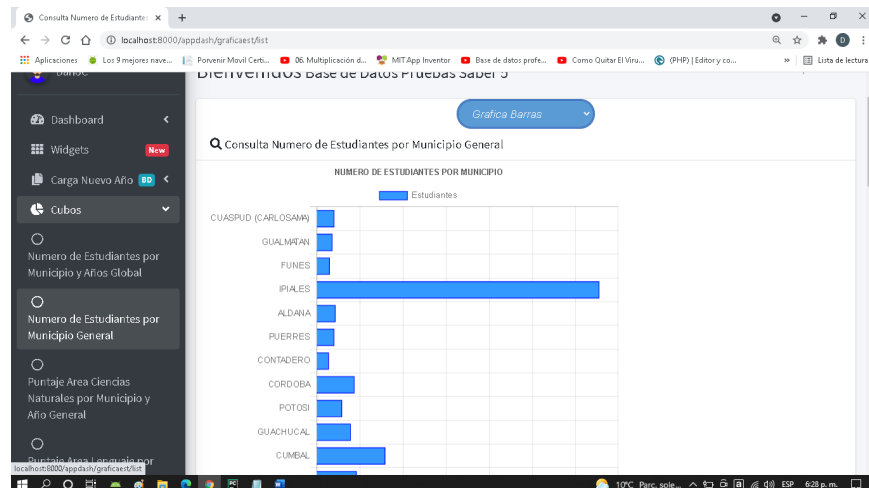 Consulta Numero de Estudiante:
localhost:8000/appdash/graficaest/list
D
Aplicaciones
Los 9 mejores nave...
Porvenir Movil Certi...
06. Multiplicación d...
MIT App Inventor
Base de datos profe...
Como Quitar El Viru...
(PHP) | Editor y co...
»
Lista de lectura
Bienvenidos Base de Datos Pruebas Saber 5
Dashboard
Widgets
New
Carga Nuevo Año
BD
Cubos
Numero de Estudiantes por
Municipio y Años Global
Numero de Estudiantes por
Municipio General
Puntaje Area Ciencias
Naturales por Municipio y
Año General
Puntaje Area Lenguaje por
localhost:8000/appdash/graficaest/list
Grafica Barras
Consulta Numero de Estudiantes por Municipio General
NUMERO DE ESTUDIANTES POR MUNICIPIO
Estudiantes
CUASPUD (CARLOSAMA)
GUALMATAN
FUNES
IPIALES
ALDANA
PUERRES
CONTADERO
CORDOBA
POTOSI
GUACHUCAL
CUMBAL
10°C Parc. sole...
ESP
6:28 p. m.